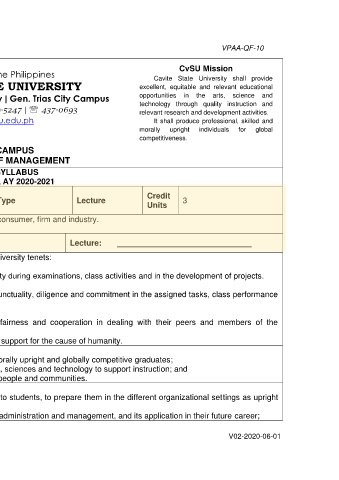 VPAA-QF-10
CvSU Mission
he Philippines
E UNIVERSITY
y | Gen. Trias City Campus
-5247 | ☏ 437-0693
u.edu.ph
Cavite State University shall provide
excellent, equitable and relevant educational
opportunities in the arts, science and
technology through quality instruction and
relevant research and development activities.
It shall produce professional, skilled and
morally upright individuals for global
competitiveness.
CAMPUS
F MANAGEMENT
SYLLABUS
, AY 2020-2021
Type Lecture Credit Units 3
consumer, firm and industry.
Lecture:
iversity tenets:
ty during examinations, class activities and in the development of projects.
unctuality, diligence and commitment in the assigned tasks, class performance
fairness and cooperation in dealing with their peers and members of the
support for the cause of humanity.
orally upright and globally competitive graduates;
, sciences and technology to support instruction; and
people and communities.
to students, to prepare them in the different organizational settings as upright
administration and management, and its application in their future career;
V02-2020-06-01